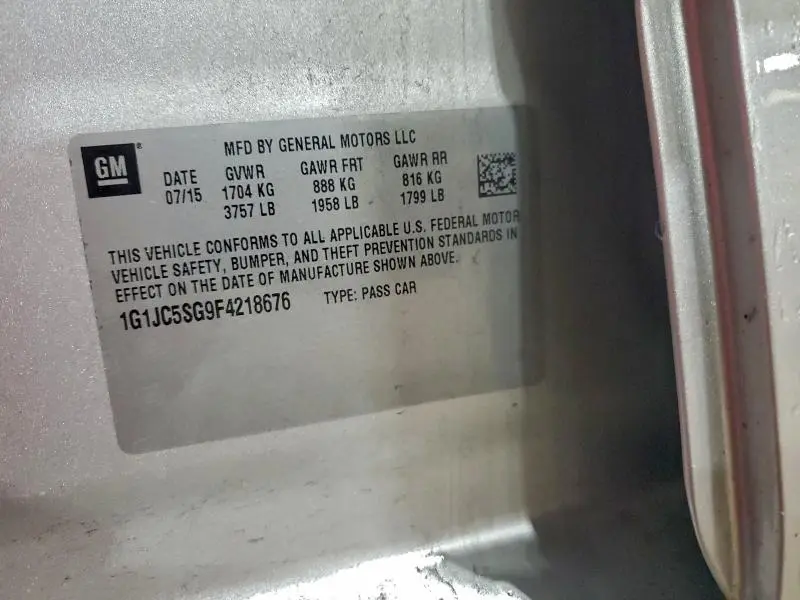 MFD BY GENERAL MOTORS LLC
GM
DATE GVWR GAWR FRT GAWR RR
07/15 1704 KG 888 KG 816 KG
3757 LB 1958 LB 1799 LB
THIS VEHICLE CONFORMS TO ALL APPLICABLE U.S. FEDERAL MOTOR
VEHICLE SAFETY, BUMPER, AND THEFT PREVENTION STANDARDS IN
EFFECT ON THE DATE OF MANUFACTURE SHOWN ABOVE.
1G1JC5SG9F4218676 TYPE: PASS CAR